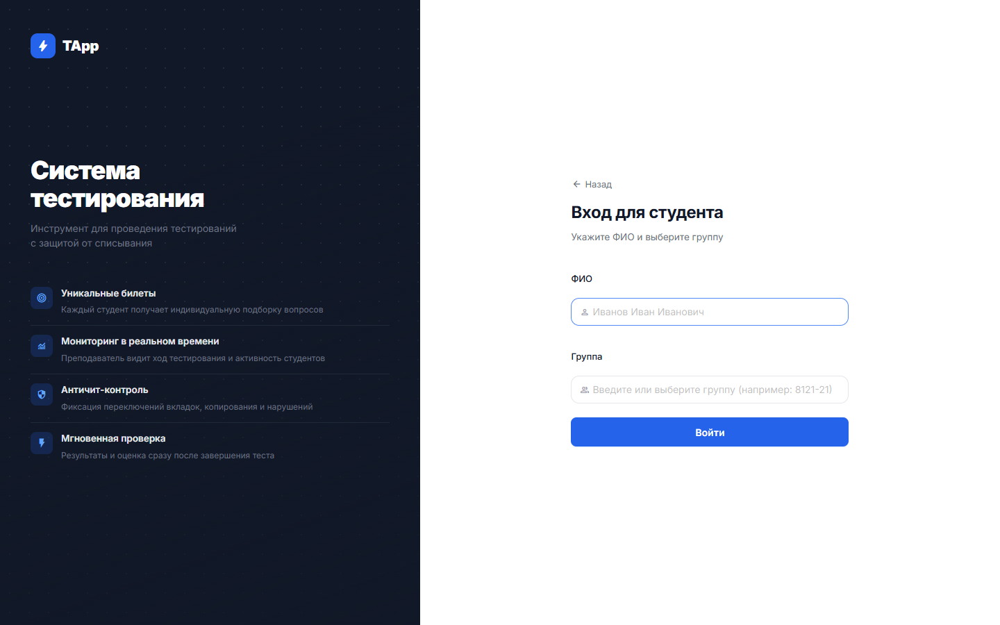 TApp
Система
тестирования
Инструмент для проведения тестирований
с защитой от списывания
Уникальные билеты
Каждый студент получает индивидуальную подборку вопросов
Мониторинг в реальном времени
Преподаватель видит ход тестирования и активность студентов
Античит-контроль
Фиксация переключений вкладок, копирования и нарушений
Мгновенная проверка
Результаты и оценка сразу после завершения теста
Назад
Вход для студента
Укажите ФИО и выберите группу
ФИО
Иванов Иван Иванович
Группа
Введите или выберите группу (например: 8121-21)
Войти